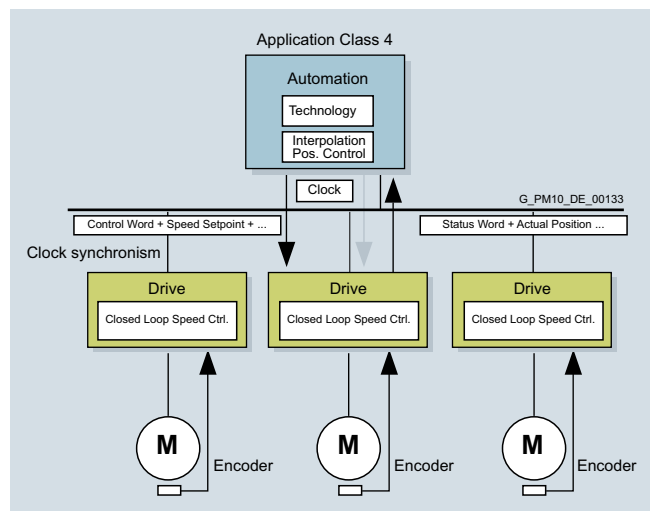 Application Class 4
Automation
Technology
Interpolation
Pos. Control
Clock
G_PM10_DE_00133
Control Word + Speed Setpoint + ...
Status Word + Actual Position ...
Clock synchronism
Drive
Drive
Drive
Closed Loop Speed Ctrl.
Closed Loop Speed Ctrl.
Closed Loop Speed Ctrl.
M
M
M
Encoder
Encoder
Encoder